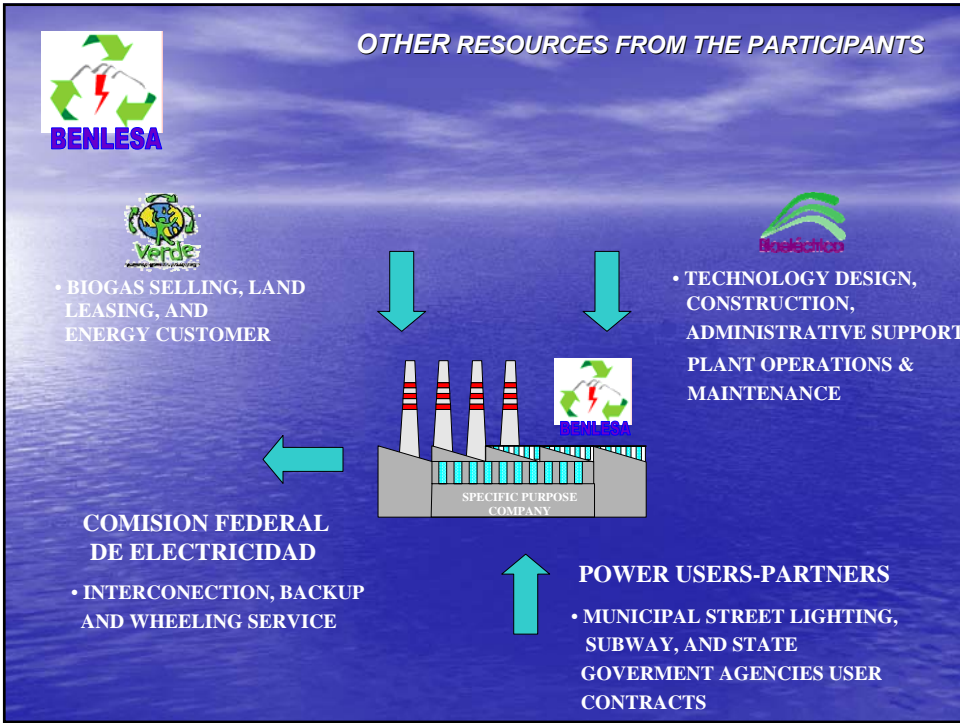 OTHER RESOURCES FROM THE PARTICIPANTS
BENLESA
Verde
• BIOGAS SELLING, LAND
LEASING, AND
ENERGY CUSTOMER
Bioeléctrica
• TECHNOLOGY DESIGN,
CONSTRUCTION,
ADMINISTRATIVE SUPPORT
PLANT OPERATIONS &
MAINTENANCE
BENLESA
SPECIFIC PURPOSE
COMPANY
COMISION FEDERAL
DE ELECTRICIDAD
• INTERCONECTION, BACKUP
AND WHEELING SERVICE
POWER USERS-PARTNERS
• MUNICIPAL STREET LIGHTING,
SUBWAY, AND STATE
GOVERMENT AGENCIES USER
CONTRACTS